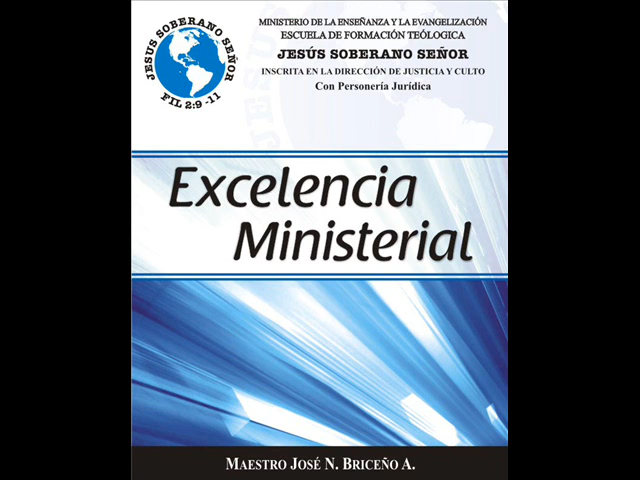 JESUS SOBERANO SEÑOR
FIL 2:9-11
MINISTERIO DE LA ENSEÑANZA Y LA EVANGELIZACIÓN
ESCUELA DE FORMACIÓN TEÓLOGICA
JESÚS SOBERANO SEÑOR
INSCRITA EN LA DIRECCIÓN DE JUSTICIA Y CULTO
Con Personería Jurídica
Excelencia
Ministerial
MAESTRO JOSÉ N. BRICEÑO A.